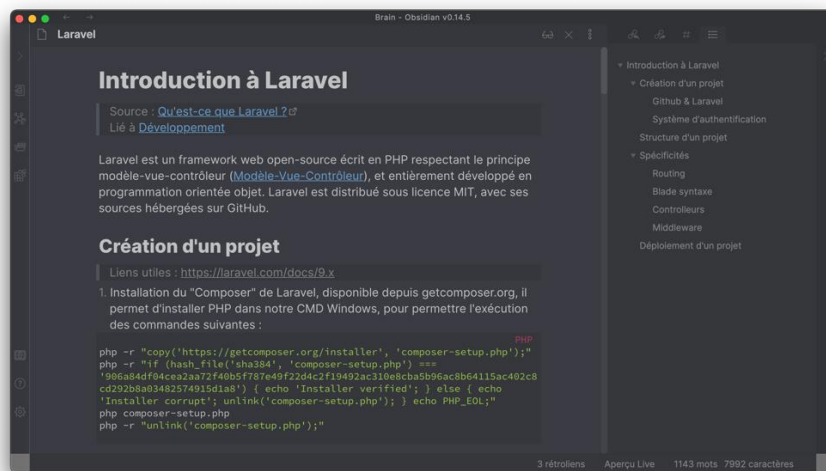 Brain - Obsidian v0.14.5
Laravel
Introduction à Laravel
Source : Qu'est-ce que Laravel ?
Lié à Développement
Laravel est un framework web open-source écrit en PHP respectant le principe
modèle-vue-contrôleur (Modèle-Vue-Contrôleur), et entièrement développé en
programmation orientée objet. Laravel est distribué sous licence MIT, avec ses
sources hébergées sur GitHub.
Création d'un projet
Liens utiles : https://laravel.com/docs/9.x
1. Installation du "Composer" de Laravel, disponible depuis getcomposer.org, il
permet d'installer PHP dans notre CMD Windows, pour permettre l'exécution
des commandes suivantes :
PHP
php -r "copy('https://getcomposer.org/installer', 'composer-setup.php');"
php -r "if (hash_file('sha384', 'composer-setup.php') ===
'906a84df04cea2aa72f40b5f787e49f22d4c2f19492ac310e8cba5b96ac8b64115ac402c8
cd292b8a03482574915d1a8') { echo 'Installer verified'; } else { echo
'Installer corrupt'; unlink('composer-setup.php'); } echo PHP_EOL;"
php composer-setup.php
php -r "unlink('composer-setup.php');"
Introduction à Laravel
Création d'un projet
Github & Laravel
Système d'authentification
Structure d'un projet
Spécificités
Routing
Blade syntaxe
Controlleurs
Middleware
Déploiement d'un projet
3 rétroliens Aperçu Live 1143 mots 7992 caractères